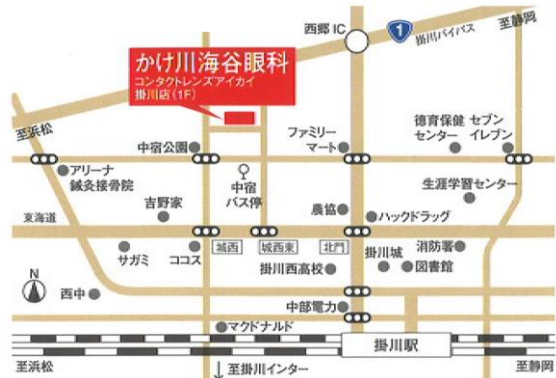 西郷IC
1
掛川バイパス
至静岡
かけ川海谷眼科
コンタクトレンズアイカイ
掛川店(1F)
至浜松
中宿公園
ファミリー
マート
徳育保健
センター
セブン
イレブン
アリーナ
鍼灸接骨院
中宿
バス停
生涯学習センター
吉野家
農協
ハックドラッグ
東海道
サガミ
ココス
城西
城西東
北門
掛川城
消防署
図書館
掛川西高校
N
西中
中部電力
マクドナルド
掛川駅
至浜松
至掛川インター
至静岡